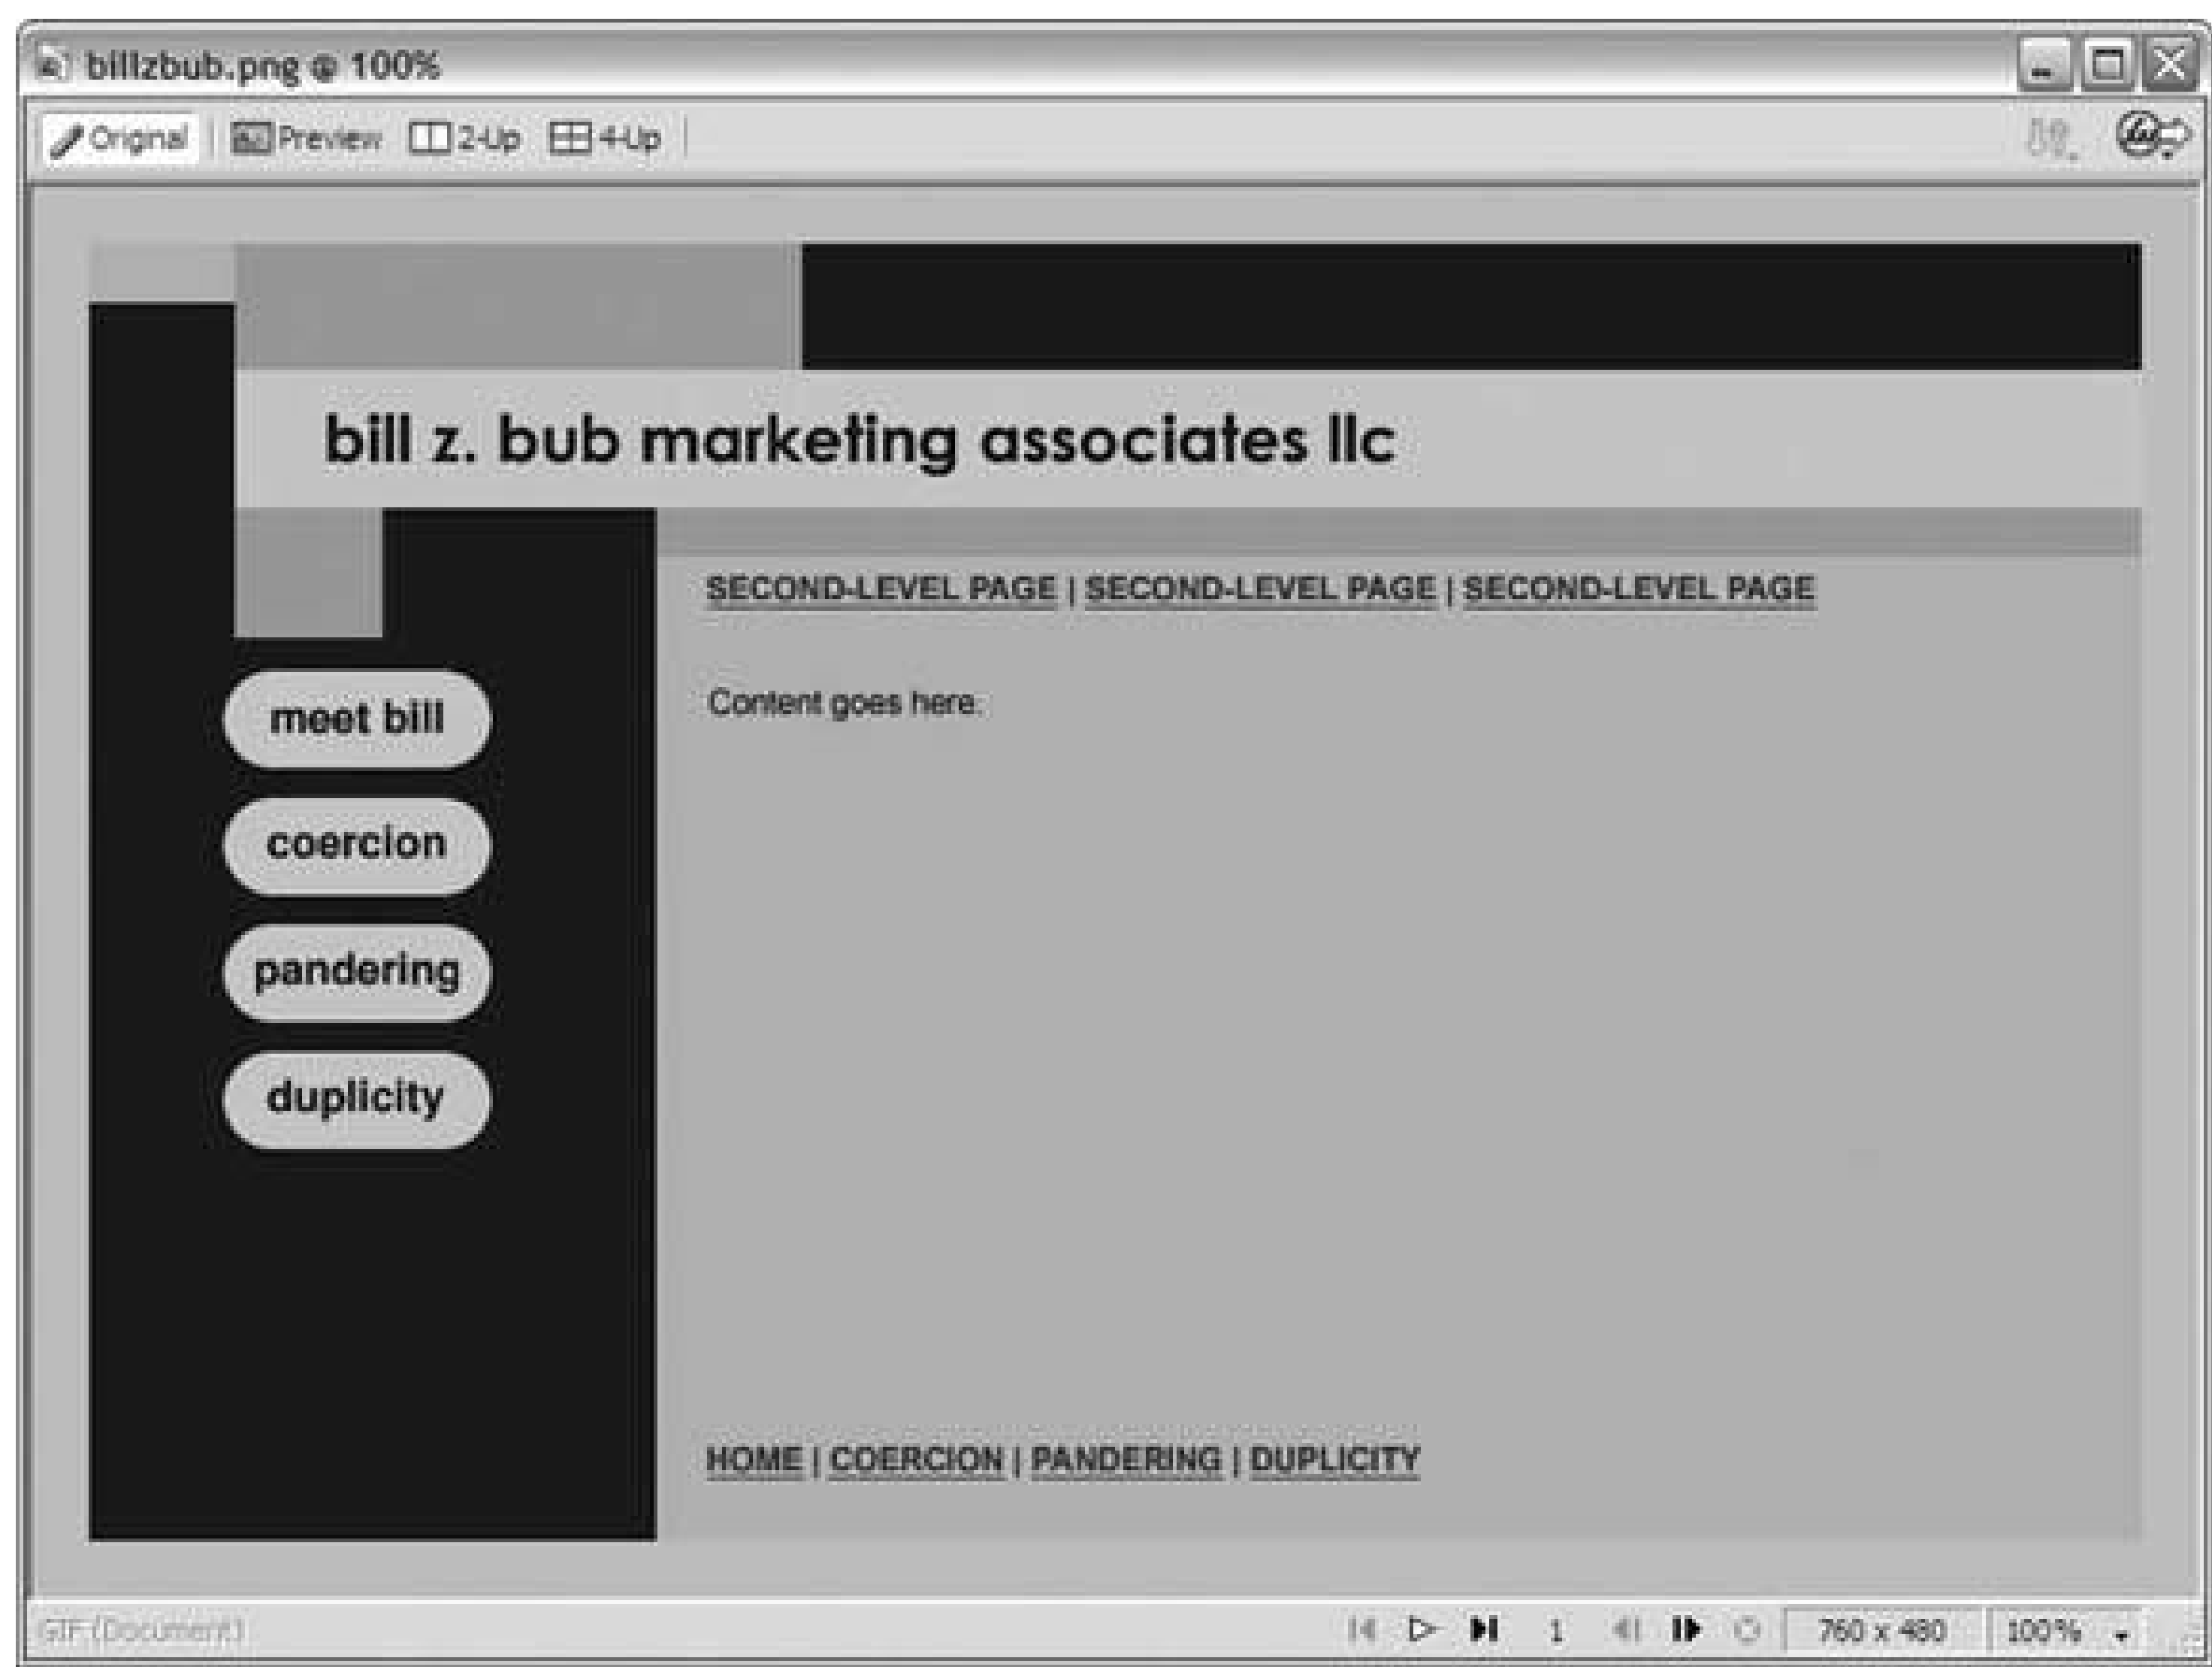 billzbub.png @ 100%
Original Preview 2-Up 4-Up
bill z. bub marketing associates llc
SECOND-LEVEL PAGE | SECOND-LEVEL PAGE | SECOND-LEVEL PAGE
meet bill
Content goes here.
coercion
pandering
duplicity
HOME | COERCION | PANDERING | DUPLICITY
GIF (Document)
1 760 x 480 100%